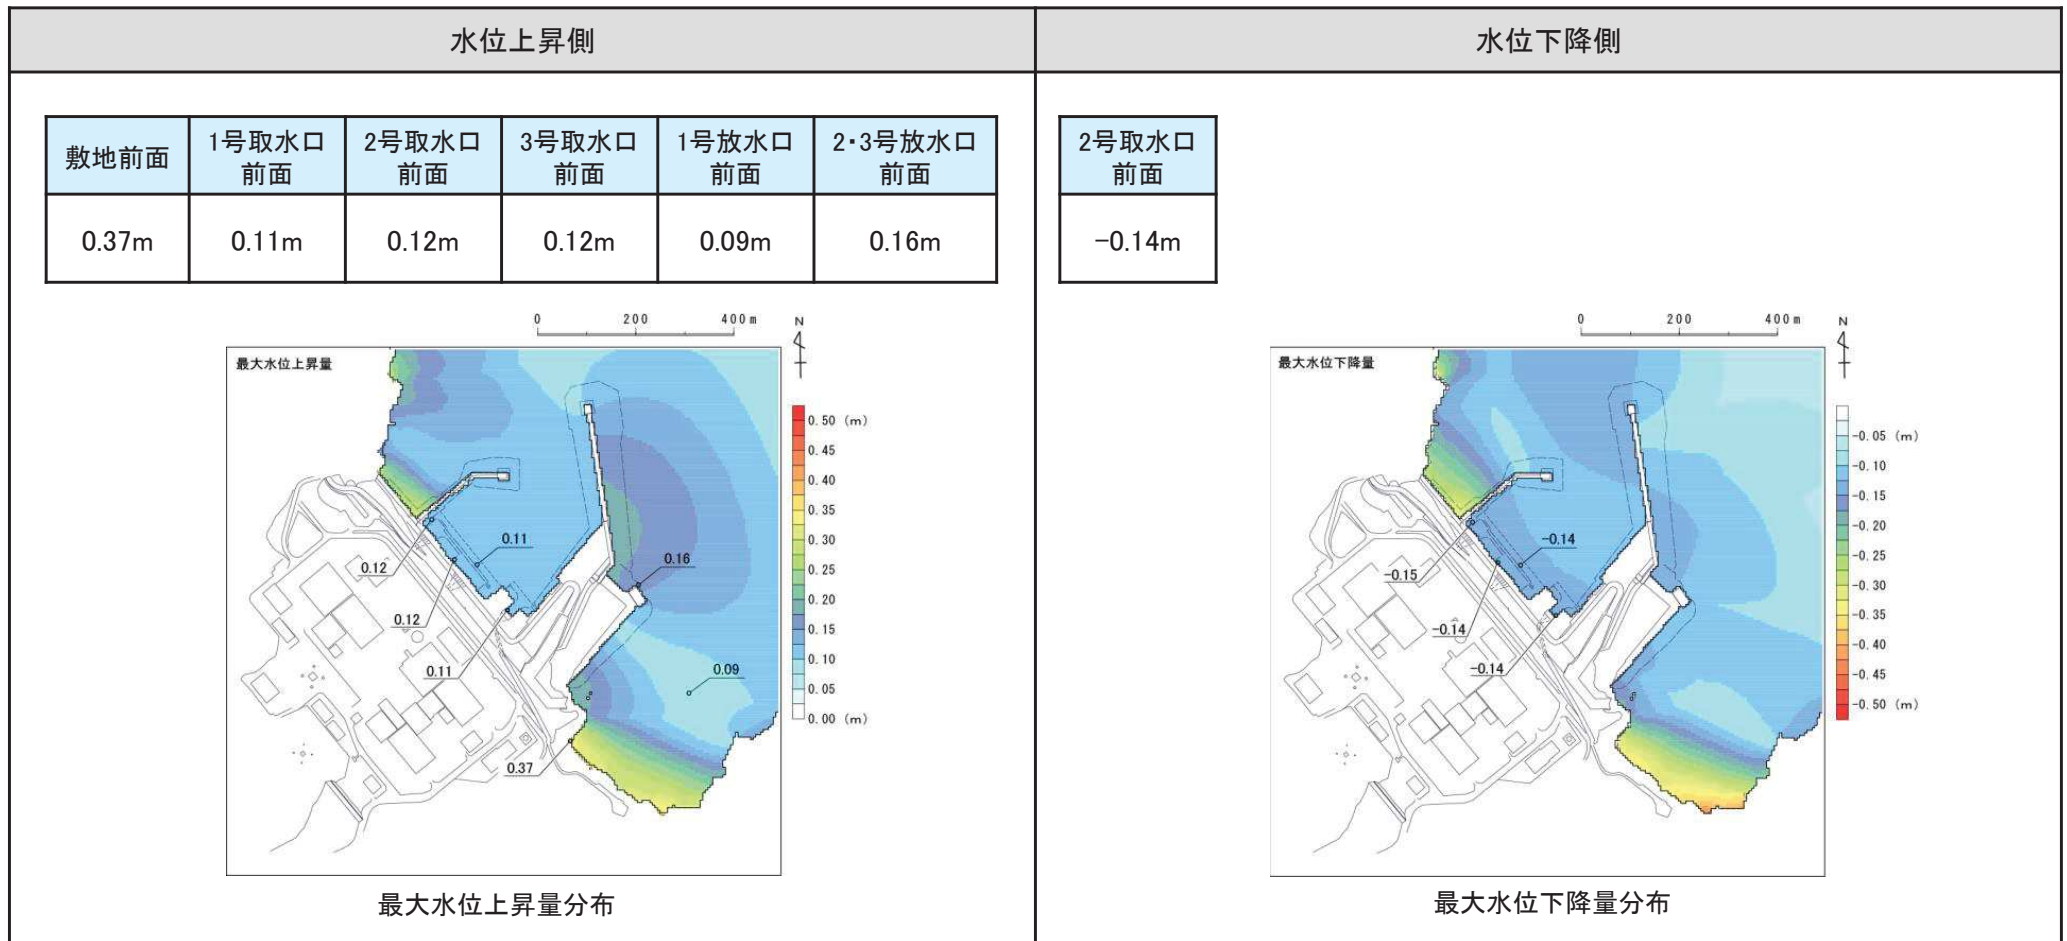 水位上昇側
水位下降側
敷地前面
1号取水口
前面
2号取水口
前面
3号取水口
前面
1号放水口
前面
2・3号放水口
前面
0.37m
0.11m
0.12m
0.12m
0.09m
0.16m
2号取水口
前面
-0.14m
0 200 400m
N
最大水位上昇量
0.50 (m)
0.45
0.40
0.35
0.30
0.25
0.20
0.15
0.10
0.05
0.00 (m)
0.11
0.16
0.12
0.12
0.11
0.09
0.37
最大水位上昇量分布
0 200 400m
N
最大水位下降量
-0.05 (m)
-0.10
-0.15
-0.20
-0.25
-0.30
-0.35
-0.40
-0.45
-0.50 (m)
-0.14
-0.15
-0.14
-0.14
最大水位下降量分布